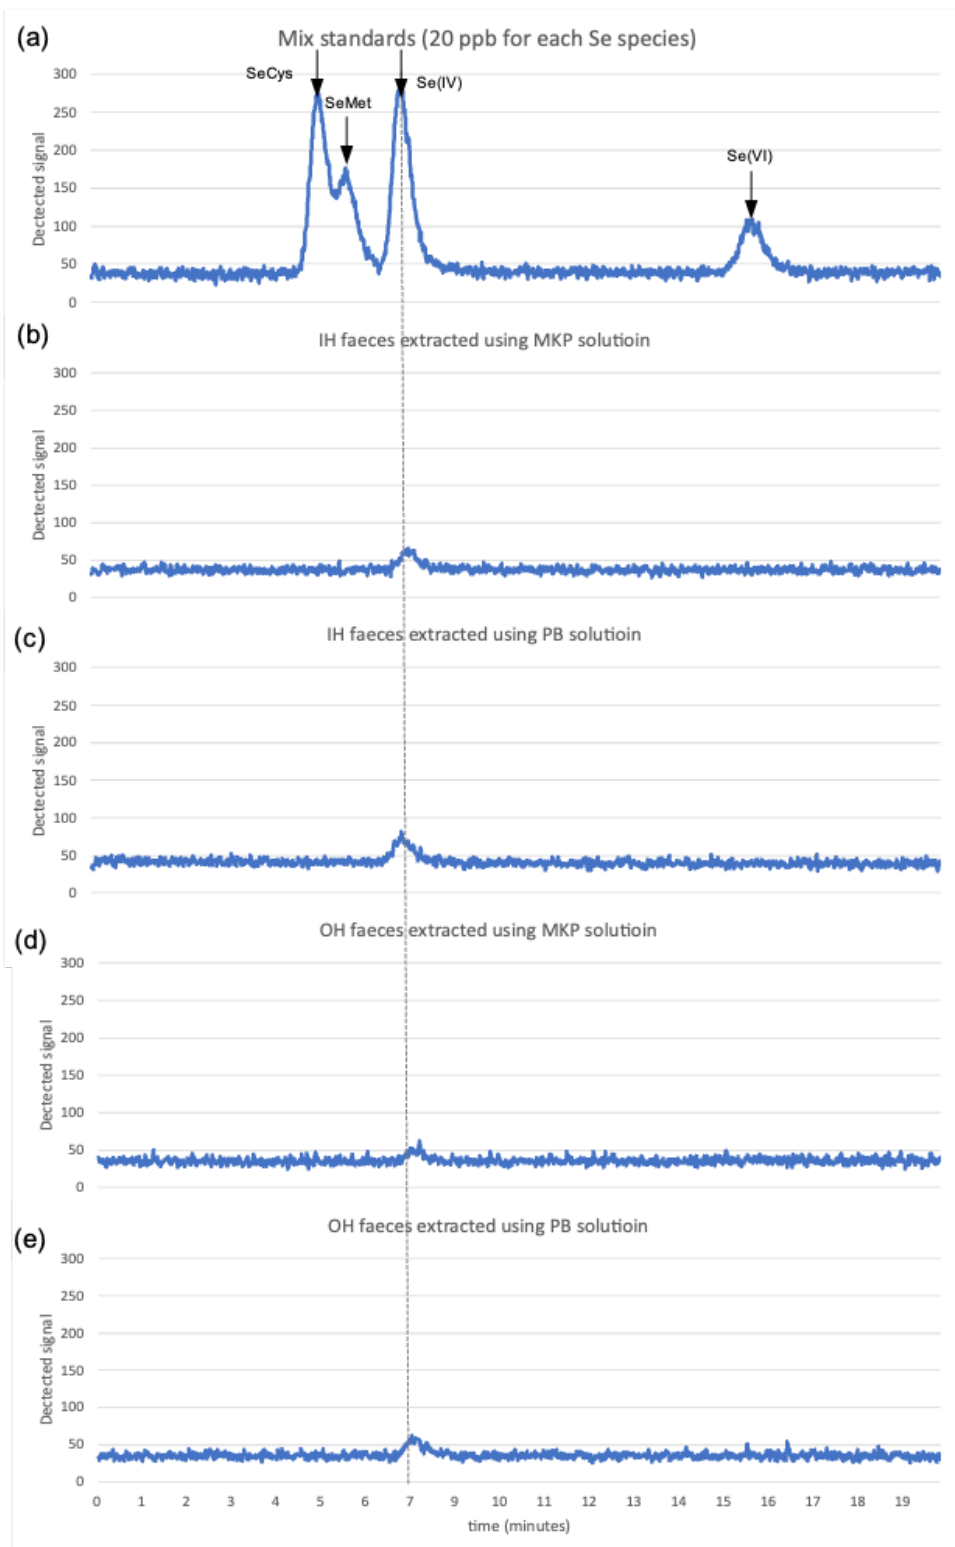 (a)
Mix standards (20 ppb for each Se species)
SeCys
SeMet
Se(IV)
Se(VI)
Dectected signal
300
250
200
150
100
50
0
(b)
IH faeces extracted using MKP solutioin
Dectected signal
300
250
200
150
100
50
0
(c)
IH faeces extracted using PB solutioin
Dectected signal
300
250
200
150
100
50
0
(d)
OH faeces extracted using MKP solutioin
Dectected signal
300
250
200
150
100
50
0
(e)
OH faeces extracted using PB solutioin
Dectected signal
300
250
200
150
100
50
0
0 1 2 3 4 5 6 7 9 10 11 12 13 14 15 16 17 18 19
time (minutes)